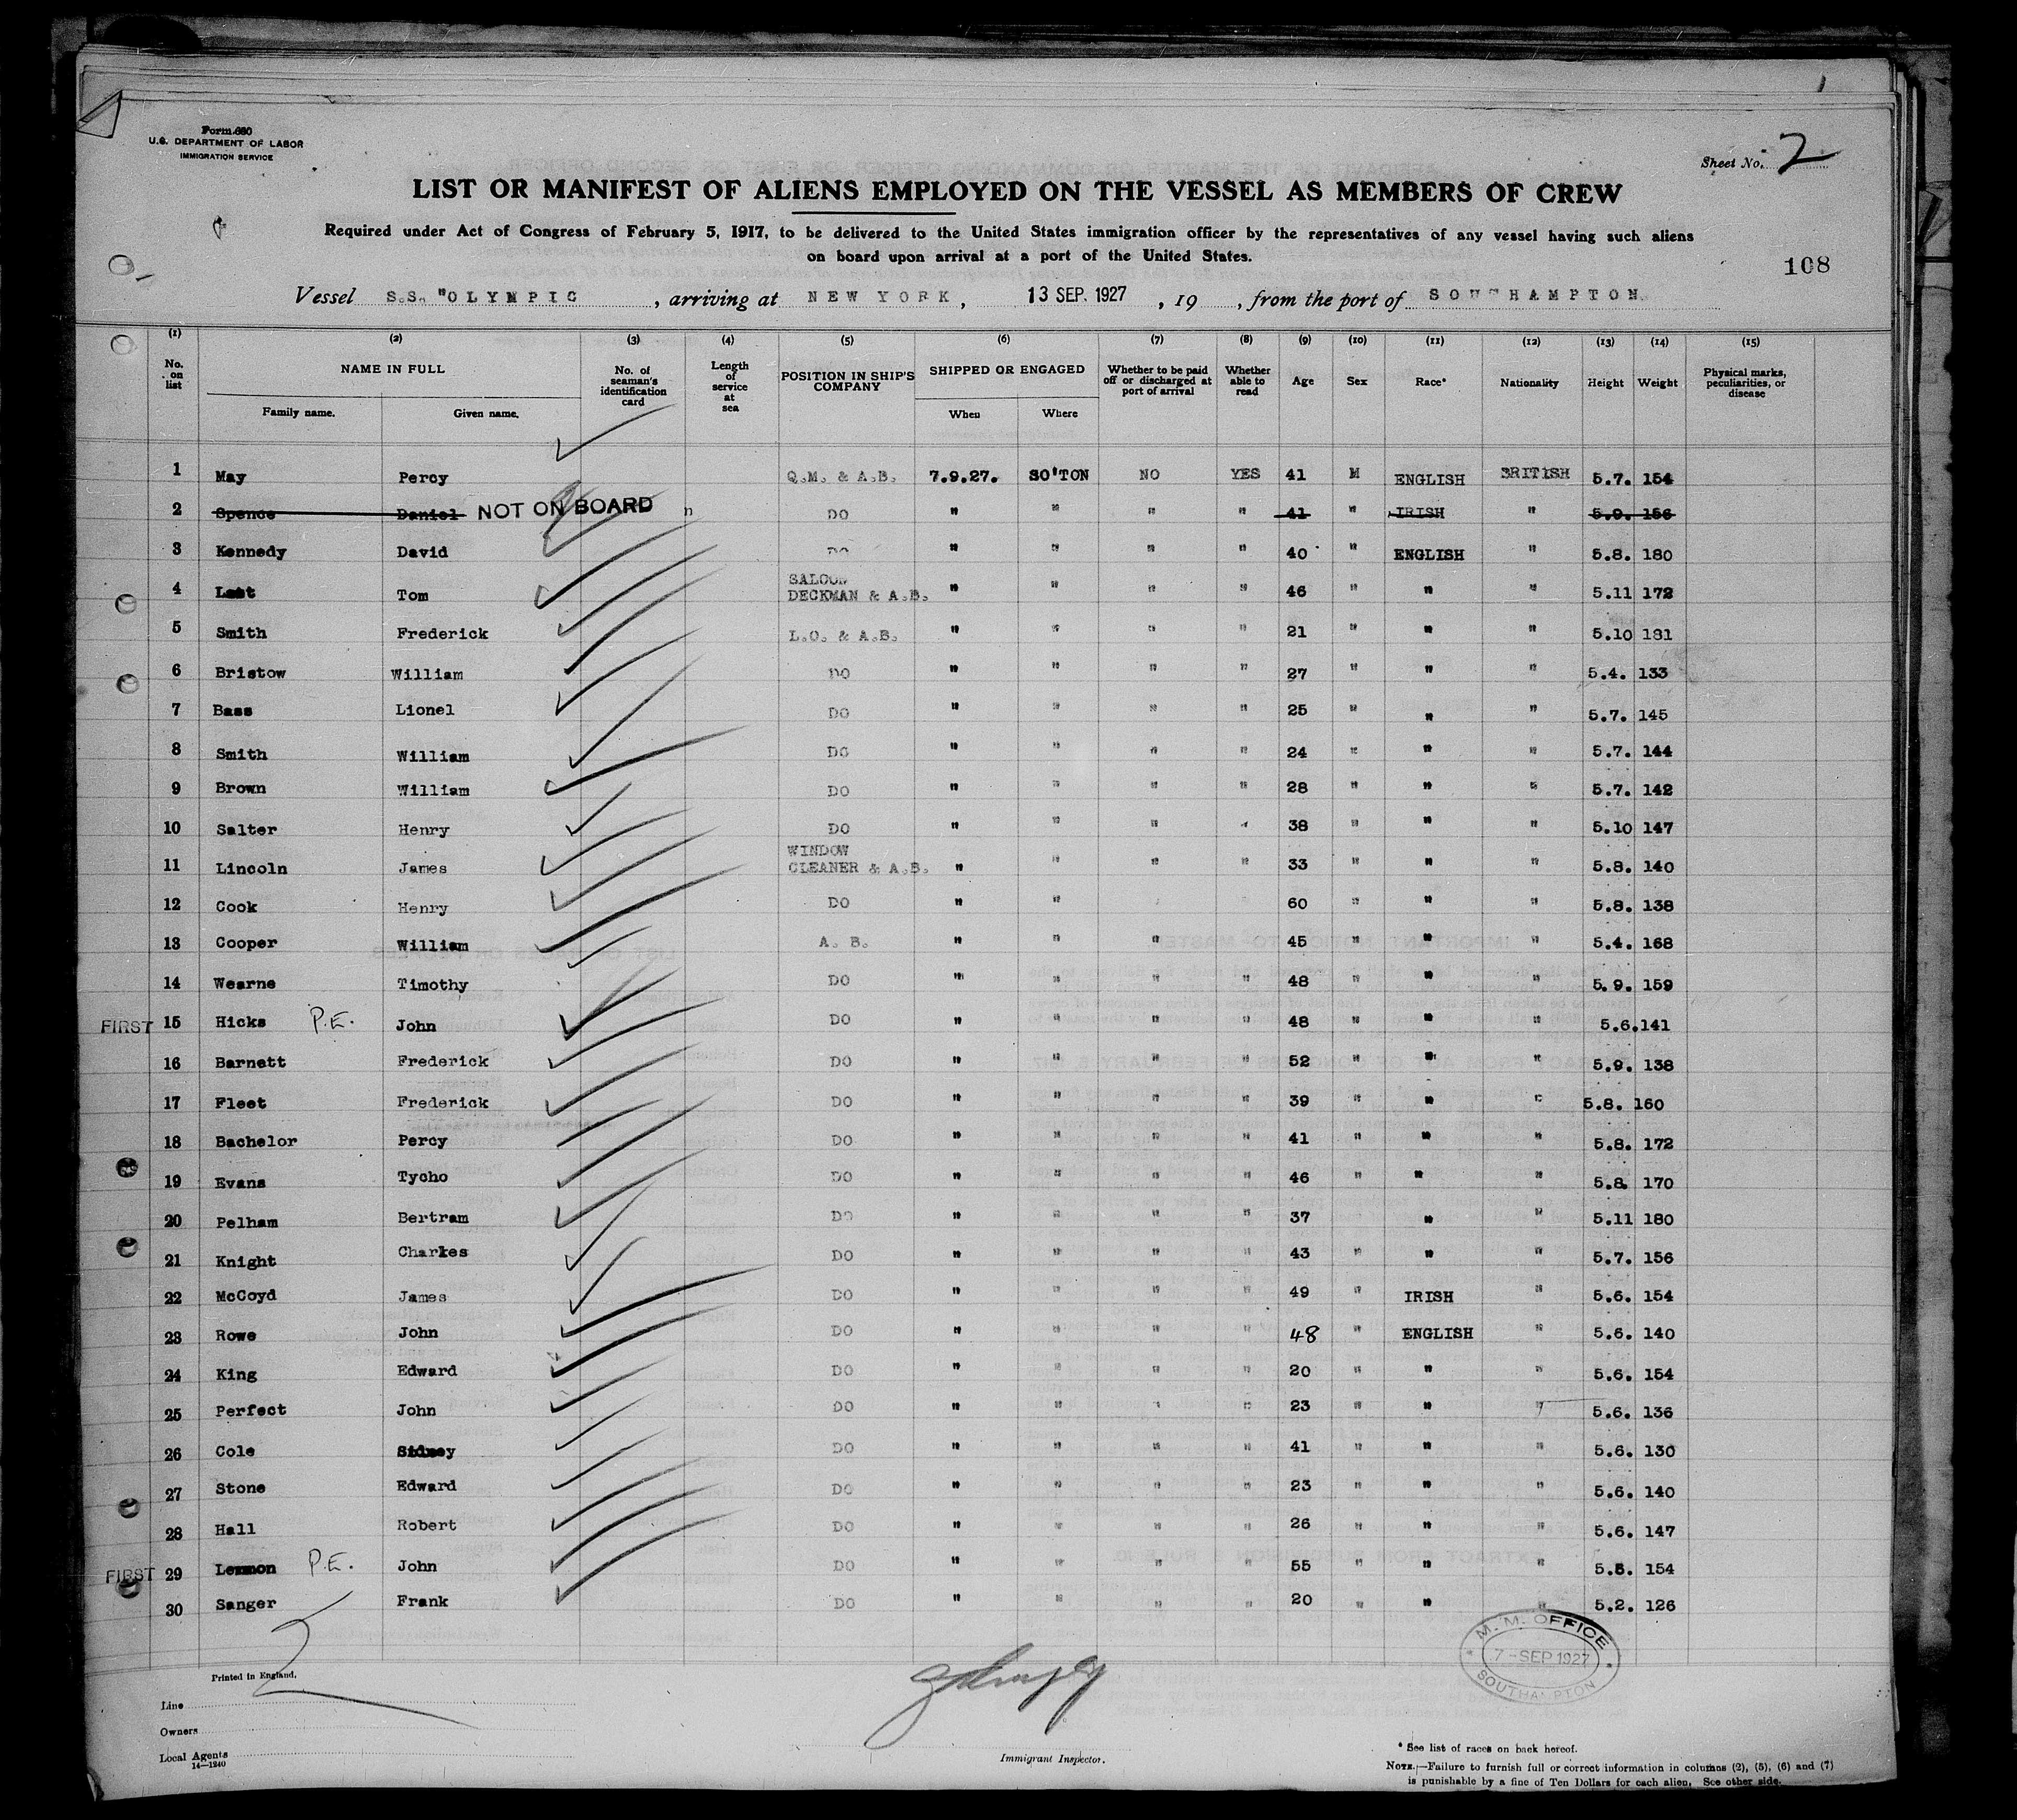 Form 680
U.S. DEPARTMENT OF LABOR
IMMIGRATION SERVICE
Sheet No. 2
LIST OR MANIFEST OF ALIENS EMPLOYED ON THE VESSEL AS MEMBERS OF CREW
Required under Act of Congress of February 5, 1917, to be delivered to the United States immigration officer by the representatives of any vessel having such aliens
on board upon arrival at a port of the United States.
108
Vessel S.S. "OLYMPIC , arriving at NEW YORK, 13 SEP. 1927 , 19 , from the port of SOUTHAMPTON.
(1) (2) (3) (4) (5) (6) (7) (8) (9) (10) (11) (12) (13) (14) (15)
No. on list NAME IN FULL Family name. Given name. No. of seaman's identification card Length of service at sea POSITION IN SHIP'S COMPANY SHIPPED OR ENGAGED When Where Whether to be paid off or discharged at port of arrival Whether able to read Age Sex Race* Nationality Height Weight Physical marks, peculiarities, or disease
1 May Percy Q.M. & A.B. 7.9.27. SO'TON NO YES 41 M ENGLISH BRITISH 5.7. 154
2 Spence Daniel NOT ON BOARD DO " " " " 41 " IRISH " 5.9. 156
3 Kennedy David DO " " " " 40 " ENGLISH " 5.8. 180
4 Last Tom SALOON DECKMAN & A.B. " " " " 46 " " " 5.11 172
5 Smith Frederick L.O. & A.B. " " " " 21 " " " 5.10 181
6 Bristow William DO " " " " 27 " " " 5.4. 133
7 Bass Lionel DO " " " " 25 " " " 5.7. 145
8 Smith William DO " " " " 24 " " " 5.7. 144
9 Brown William DO " " " " 28 " " " 5.7. 142
10 Salter Henry DO " " " " 38 " " " 5.10 147
11 Lincoln James WINDOW CLEANER & A.B. " " " " 33 " " " 5.8. 140
12 Cook Henry DO " " 60 " " " 5.8. 138
13 Cooper William A. B. " " " " 45 " " " 5.4. 168
14 Wearne Timothy DO " " " " 48 " " " 5.9. 159
FIRST 15 Hicks P.E. John DO " " " " 48 " " " 5.6. 141
16 Barnett Frederick DO " " " " 52 " " " 5.9. 138
17 Fleet Frederick DO " " " " 39 " " " 5.8. 160
18 Bachelor Percy DO " " " " 41 " " " 5.8. 172
19 Evans Tycho DO " " " " 46 " " " 5.8. 170
20 Pelham Bertram DO " " " " 37 " " " 5.11 180
21 Knight Charkes DO " " " " 43 " " " 5.7. 156
22 McCoyd James DO " " " " 49 " IRISH " 5.6. 154
23 Rowe John DO " " " " 48 " ENGLISH " 5.6. 140
24 King Edward DO " " " " 20 " " " 5.6. 154
25 Perfect John DO " " " " 23 " " " 5.6. 136
26 Cole Sidney DO " " " " 41 " " " 5.6. 130
27 Stone Edward DO " " " " 23 " " " 5.6. 140
28 Hall Robert DO " " " " 26 " " " 5.6. 147
FIRST 29 Lemmon P.E. John DO " " " " 55 " " " 5.5. 154
30 Sanger Frank DO " " " " 20 " " " 5.2. 126
M. M. OFFICE
7 - SEP 1927
SOUTHAMPTON
Printed in England.
Line
Owners
Local Agents
14—1240
Immigrant Inspector.
* See list of races on back hereof.
NOTE.—Failure to furnish full or correct information in columns (2), (5), (6) and (7)
is punishable by a fine of Ten Dollars for each alien. See other side.